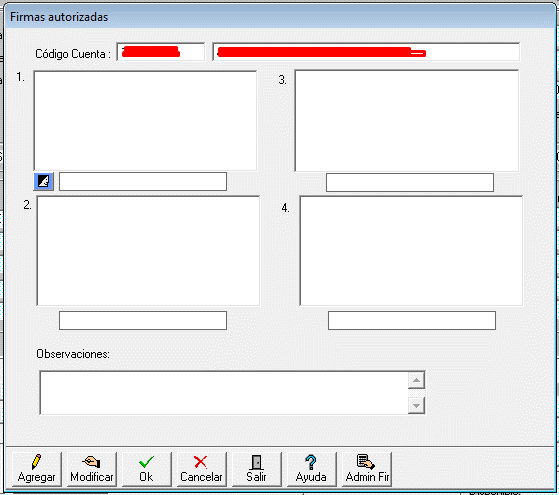 Firmas autorizadas
Código Cuenta :
1.
3.
2.
4.
Observaciones:
Agregar
Modificar
Ok
Cancelar
Salir
Ayuda
Admin Fir